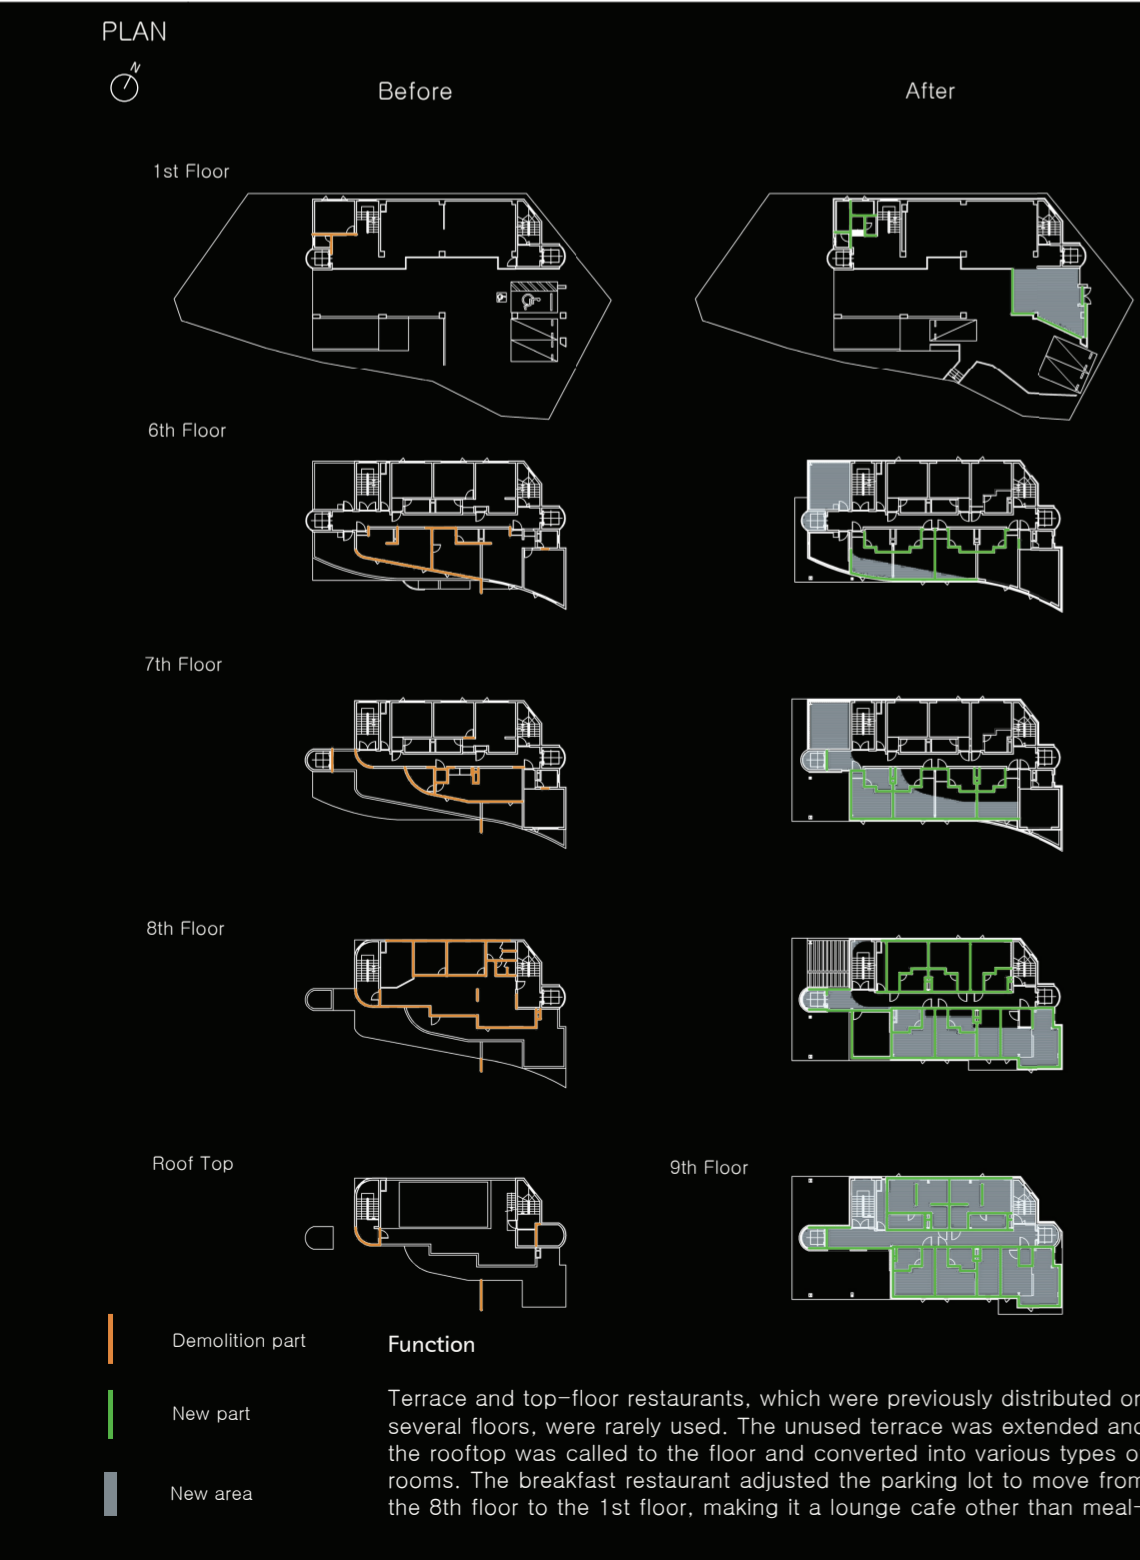 PLAN
N
Before
After
1st Floor
6th Floor
7th Floor
8th Floor
Roof Top
9th Floor
Demolition part
New part
New area
Function
Terrace and top-floor restaurants, which were previously distributed on
several floors, were rarely used. The unused terrace was extended and
the rooftop was called to the floor and converted into various types o
rooms. The breakfast restaurant adjusted the parking lot to move from
the 8th floor to the 1st floor, making it a lounge cafe other than meal-